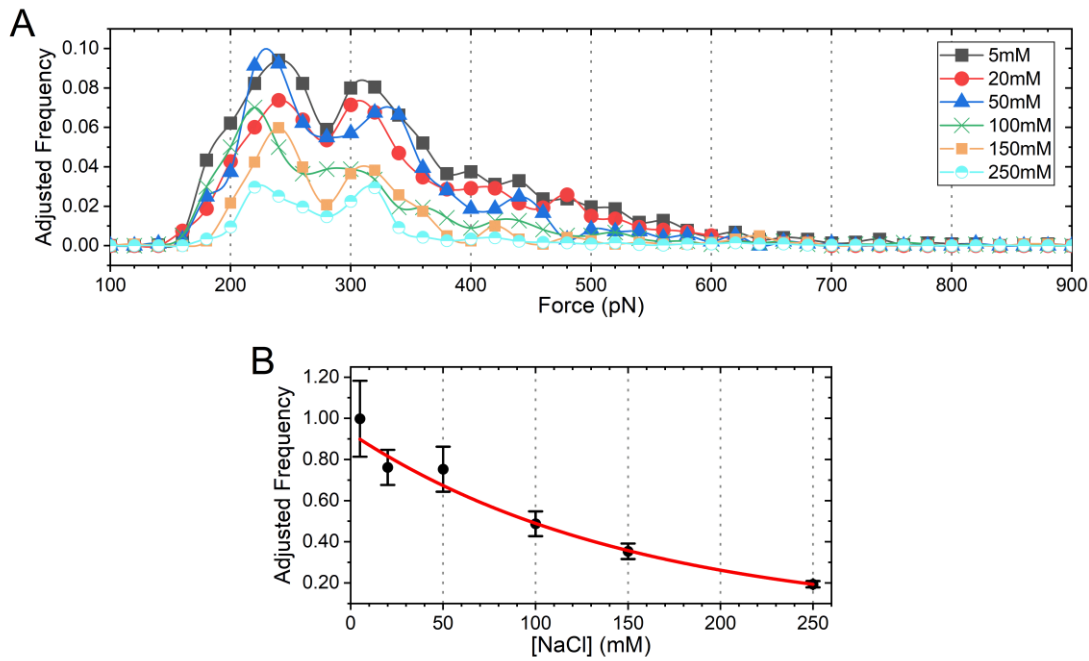 A
Adjusted Frequency
0.10
0.08
0.06
0.04
0.02
0.00
5mM
20mM
50mM
100mM
150mM
250mM
100 200 300 400 500 600 700 800 900
Force (pN)
B
Adjusted Frequency
1.20
1.00
0.80
0.60
0.40
0.20
0 50 100 150 200 250
[NaCl] (mM)